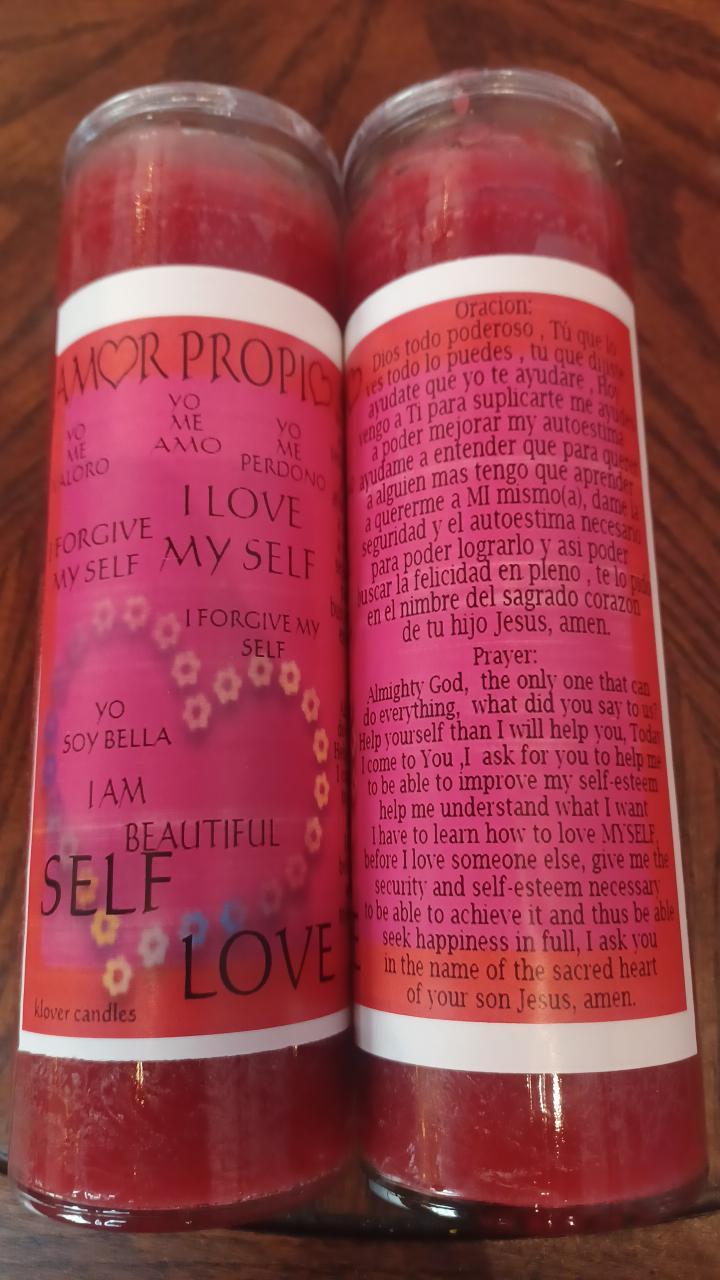 AMOR PROPIO
YO
ME
AMO
YO
ME
VALORO
YO
ME
PERDONO
I LOVE
MY SELF
I FORGIVE
MY SELF
I FORGIVE MY
SELF
YO
SOY BELLA
I AM
BEAUTIFUL
SELF
LOVE
klover candles
Oracion:
Dios todo poderoso , Tú que lo
ves todo lo puedes , tu que dijiste
ayudate que yo te ayudare , Hoy
vengo a Ti para suplicarte me ayudes
a poder mejorar my autoestima
ayudame a entender que para querer
a alguien mas tengo que aprender
a quererme a MI mismo(a), dame la
seguridad y el autoestima necesario
para poder lograrlo y asi poder
buscar la felicidad en pleno , te lo pido
en el nimbre del sagrado corazon
de tu hijo Jesus, amen.
Prayer:
Almighty God, the only one that can
do everything, what did you say to us?
Help yourself than I will help you, Today
I come to You ,I ask for you to help me
to be able to improve my self-esteem
help me understand what I want
I have to learn how to love MYSELF
before I love someone else, give me the
security and self-esteem necessary
to be able to achieve it and thus be able
seek happiness in full, I ask you
in the name of the sacred heart
of your son Jesus, amen.